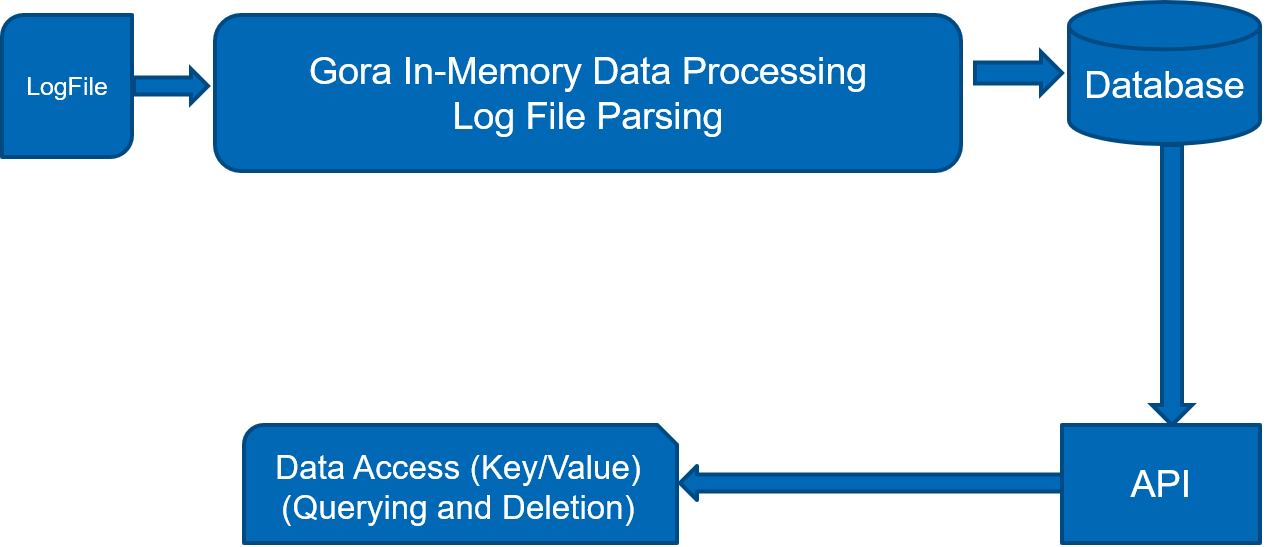 LogFile
Gora In-Memory Data Processing
Log File Parsing
Database
Data Access (Key/Value)
(Querying and Deletion)
API